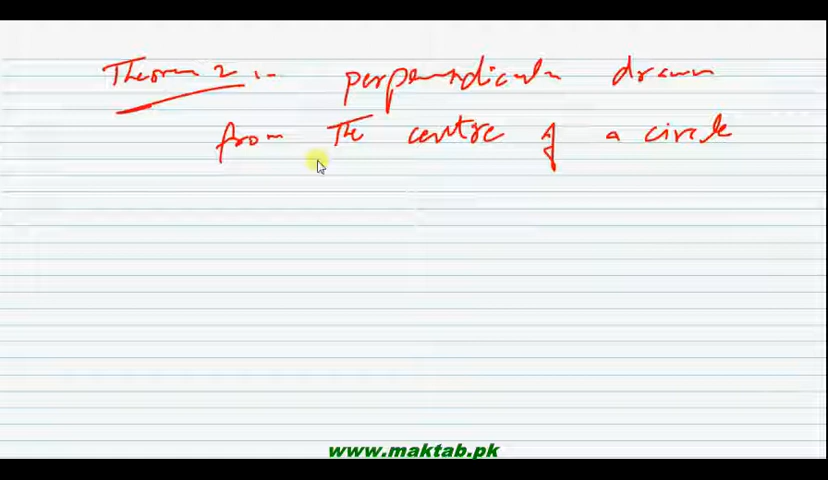 Theorem 2 :-  perpendicular drawn
from the centre of a circle
www.maktab.pk